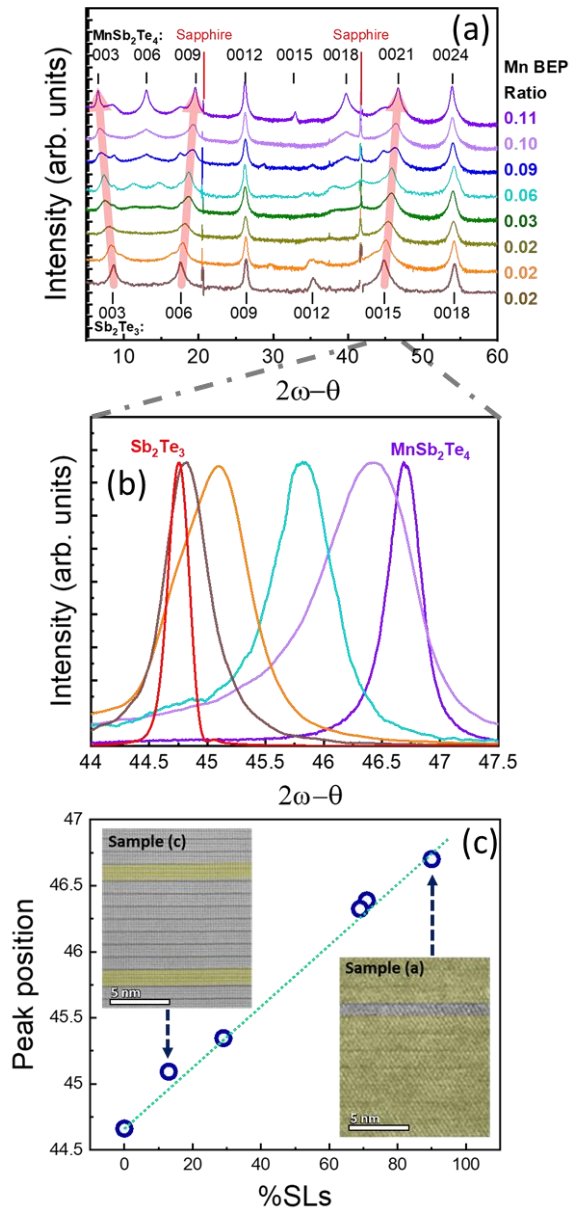 (a)
MnSb₂Te₄: Sapphire Sapphire
003 006 009 0012 0015 0018 0021 0024 Mn BEP
Ratio
0.11
0.10
0.09
0.06
0.03
0.02
0.02
0.02
Intensity (arb. units)
003 006 009 0012 0015 0018
Sb₂Te₃:
10 20 30 40 50 60
2ω-θ
Sb₂Te₃ MnSb₂Te₄
(b)
Intensity (arb. units)
44 44.5 45 45.5 46 46.5 47 47.5
2ω-θ
47
46.5
46
45.5
45
44.5
Peak position
(c)
Sample (c)
5 nm
Sample (a)
5 nm
0 20 40 60 80 100
%SLs